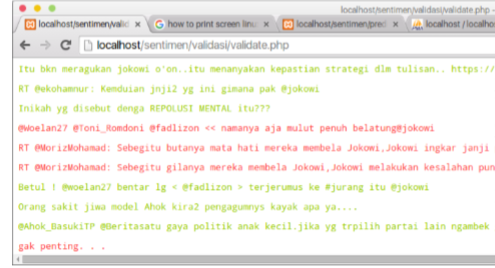 localhost/sentimen/validasi/validate.php -
localhost/sentimen/valid × how to print screen linu × localhost/sentimen/pred × localhost / localhos
localhost/sentimen/validasi/validate.php
Itu bkn meragukan jokowi o'on..itu menanyakan kepastian strategi dlm tulisan.. https://
RT @ekohamnur: Kemduian jnji2 yg ini gimana pak @jokowi
Inikah yg disebut denga REPOLUSI MENTAL itu???
@Woelan27 @Toni_Romdoni @fadlizon << namanya aja mulut penuh belatung@jokowi
RT @MorizMohamad: Sebegitu butanya mata hati mereka membela Jokowi,Jokowi ingkar janji
RT @MorizMohamad: Sebegitu gilanya mereka membela Jokowi,Jokowi melakukan kesalahan pun
Betul ! @woelan27 bentar lg < @fadlizon > terjerumus ke #jurang itu @jokowi
Orang sakit jiwa model Ahok kira2 pengagumnys kayak apa ya....
@Ahok_BasukiTP @Beritasatu gaya politik anak kecil.jika yg trpilih partai lain ngambek
gak penting. . .